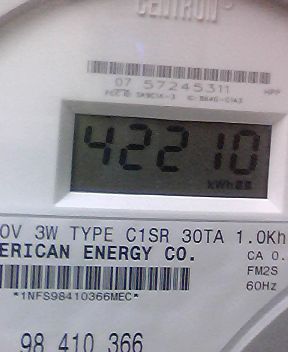 CENTRON
07 57245311
HPP
42210
kWh
0V 3W TYPE C1SR 30TA 1.0Kh
ERICAN ENERGY CO.
CA 0.
FM2S
*1NFS98410366MEC*
60Hz
98 410 366